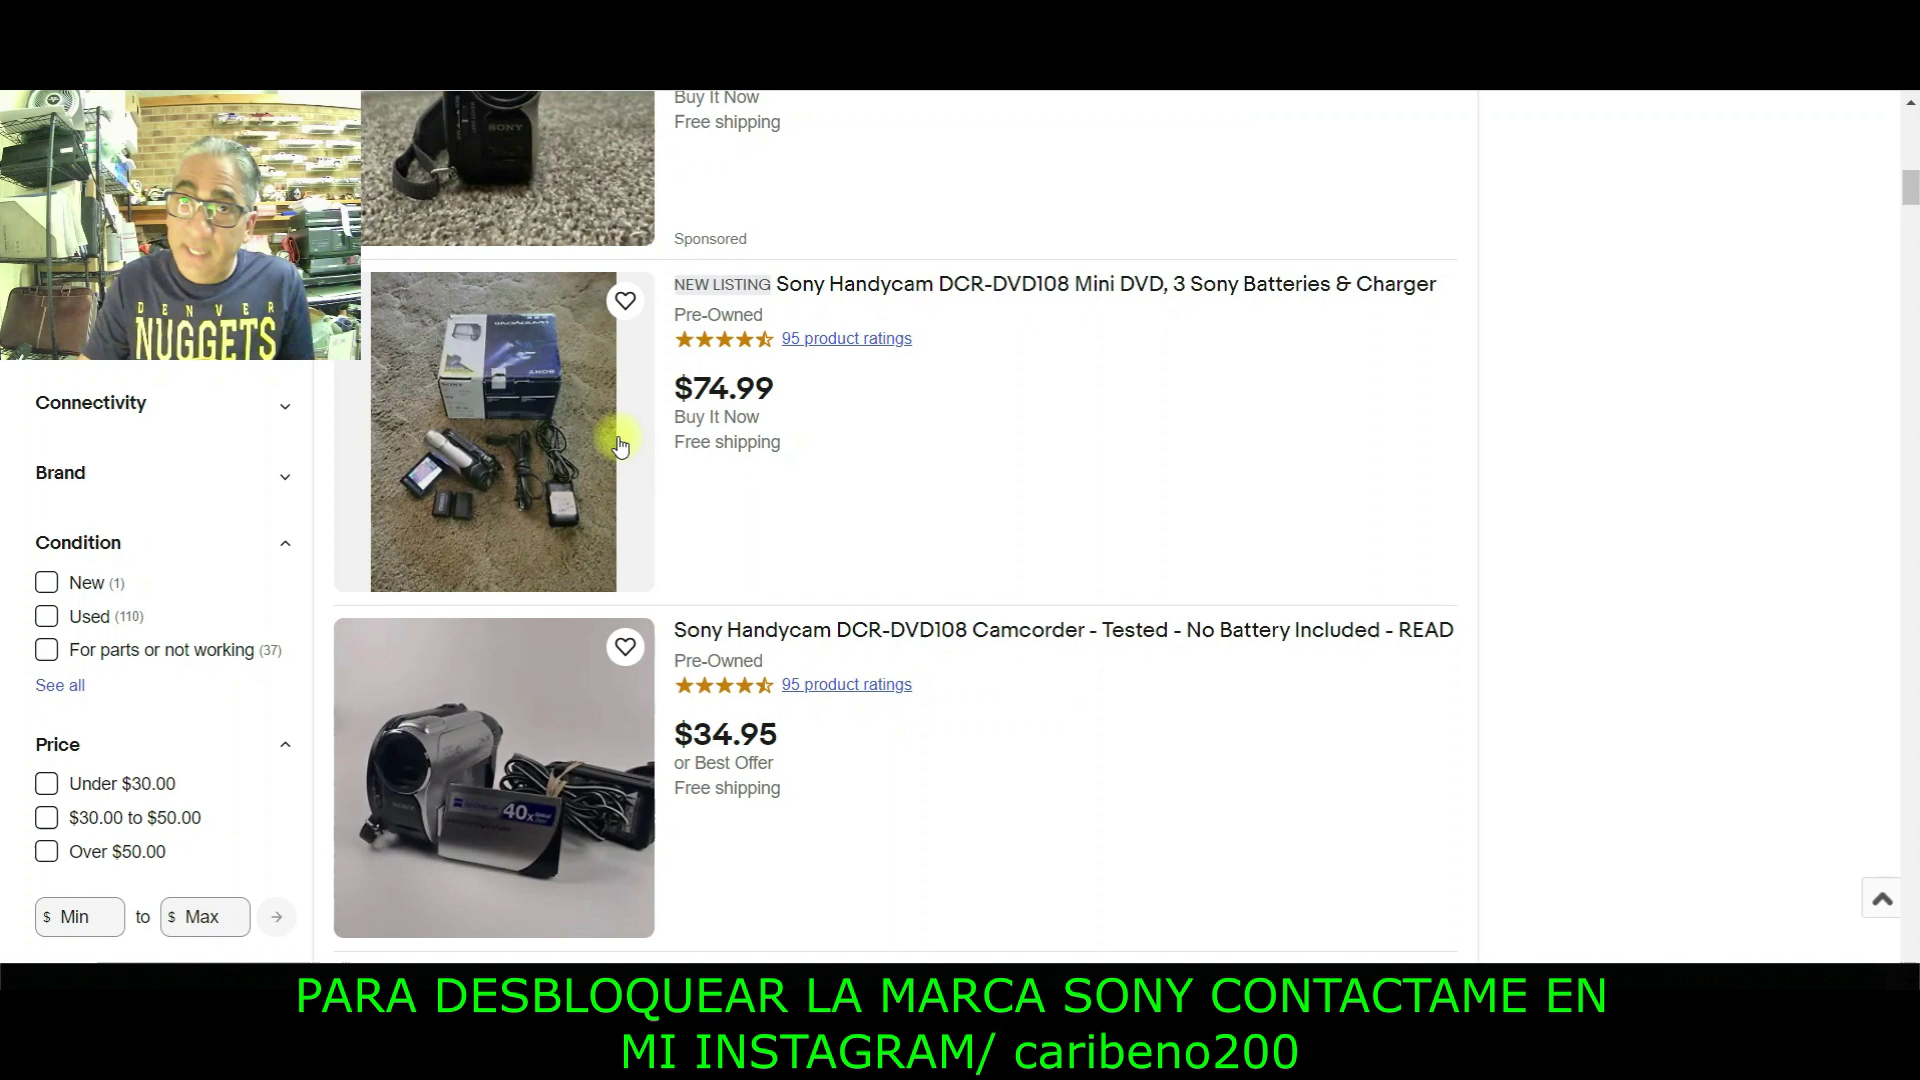 Buy It Now
Free shipping
SONY
Sponsored
DENVER
NUGGETS
NEW LISTING Sony Handycam DCR-DVD108 Mini DVD, 3 Sony Batteries & Charger
Pre-Owned
95 product ratings
$74.99
Buy It Now
Free shipping
Connectivity
Brand
Condition
New (1)
Used (110)
For parts or not working (37)
See all
Price
Under $30.00
$30.00 to $50.00
Over $50.00
$ Min to $ Max
Sony Handycam DCR-DVD108 Camcorder - Tested - No Battery Included - READ
Pre-Owned
95 product ratings
$34.95
or Best Offer
Free shipping
SONY
40x
PARA DESBLOQUEAR LA MARCA SONY CONTACTAME EN
MI INSTAGRAM/ caribeno200